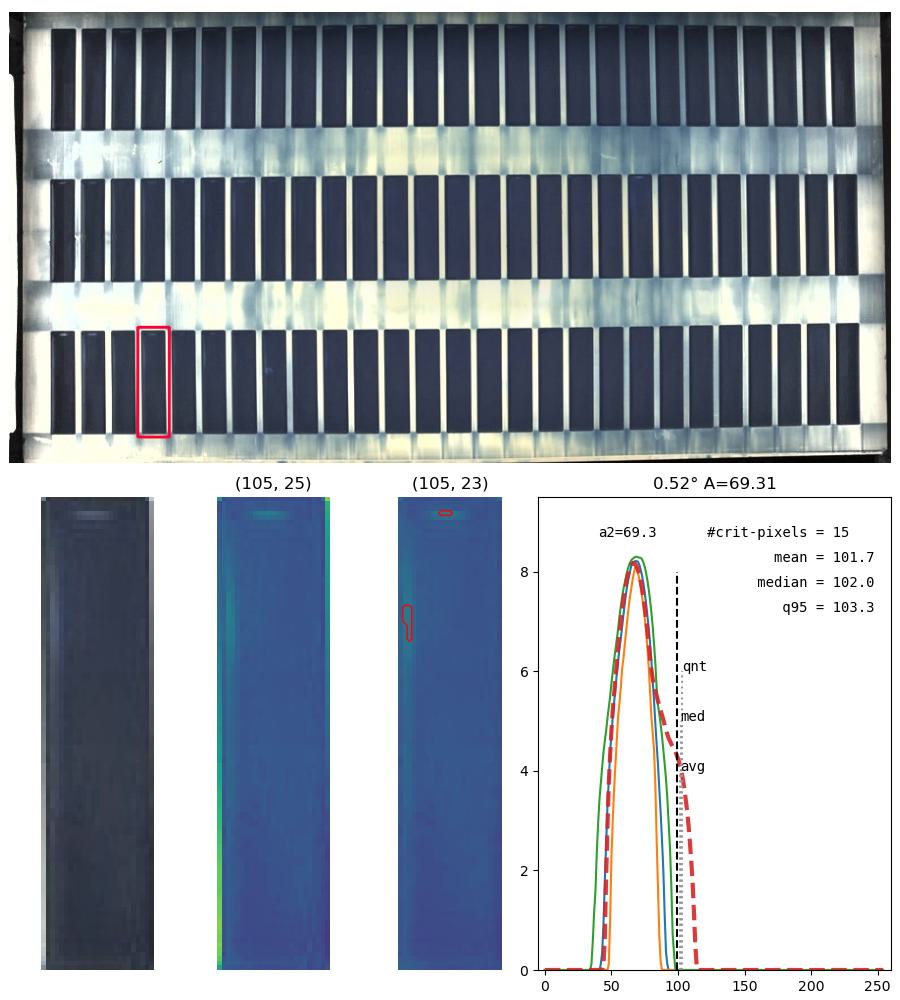 (105, 25)
(105, 23)
0.52° A=69.31
a2=69.3
#crit-pixels = 15
mean = 101.7
median = 102.0
q95 = 103.3
qnt
med
avg
8
6
4
2
0
0 50 100 150 200 250